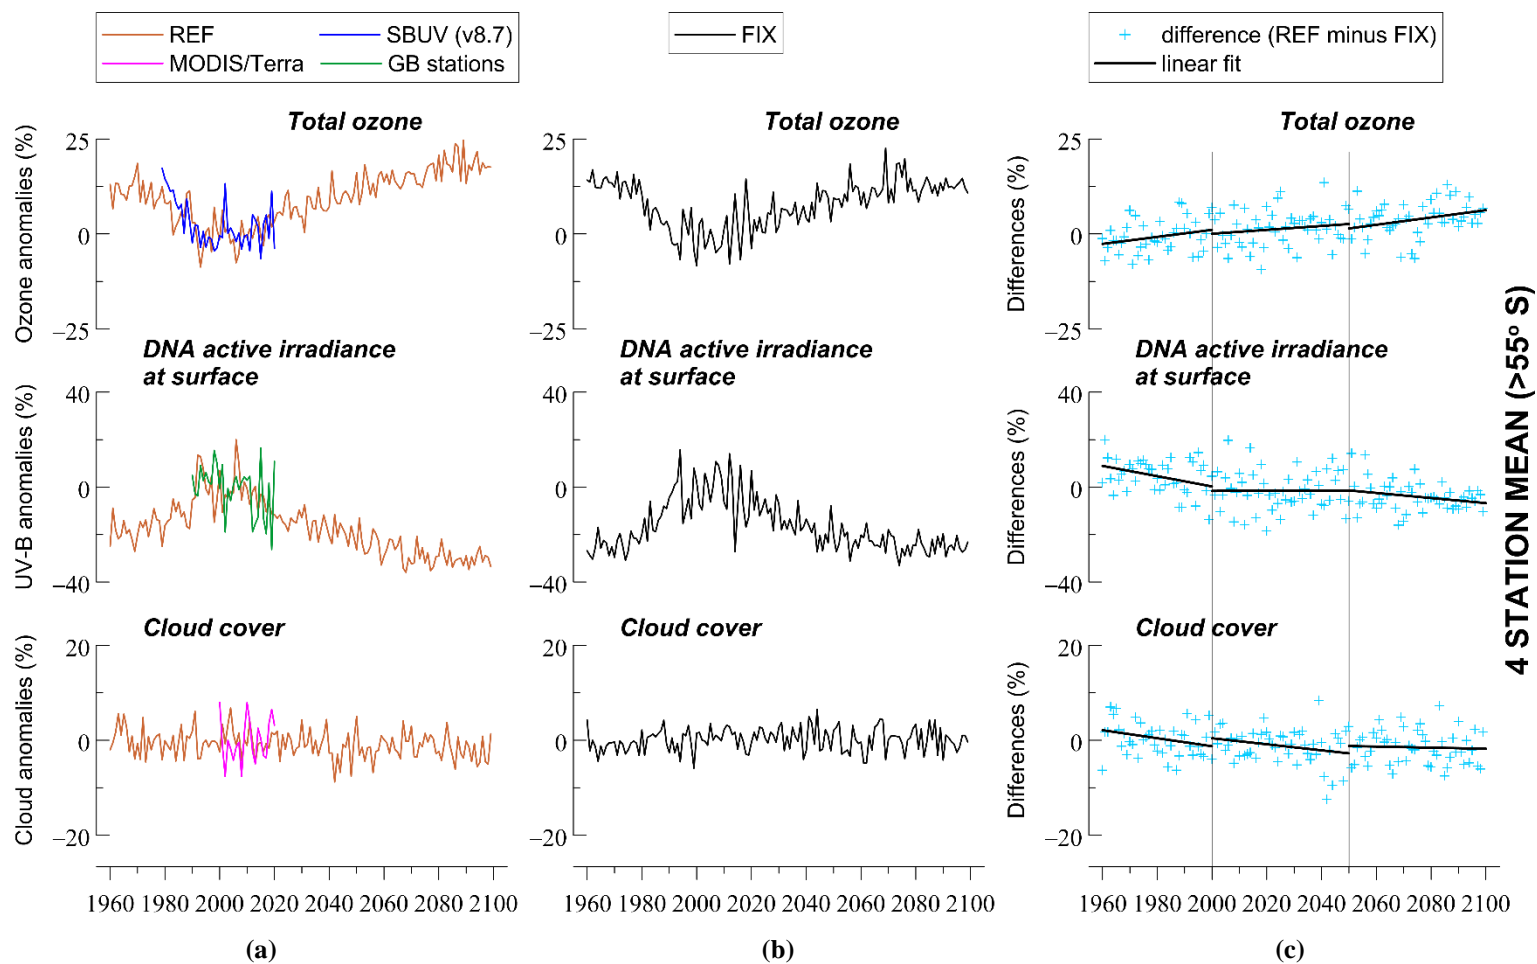 REF
SBUV (v8.7)
MODIS/Terra
GB stations
FIX
difference (REF minus FIX)
linear fit
Total ozone
Total ozone
Total ozone
Ozone anomalies (%)
25
0
−25
25
0
−25
Differences (%)
25
0
−25
DNA active irradiance
at surface
DNA active irradiance
at surface
DNA active irradiance
at surface
UV-B anomalies (%)
40
0
−40
40
0
−40
Differences (%)
40
0
−40
Cloud cover
Cloud cover
Cloud cover
Cloud anomalies (%)
20
0
−20
20
0
−20
Differences (%)
20
0
−20
4 STATION MEAN (>55º S)
1960 1980 2000 2020 2040 2060 2080 2100
1960 1980 2000 2020 2040 2060 2080 2100
1960 1980 2000 2020 2040 2060 2080 2100
(a)
(b)
(c)